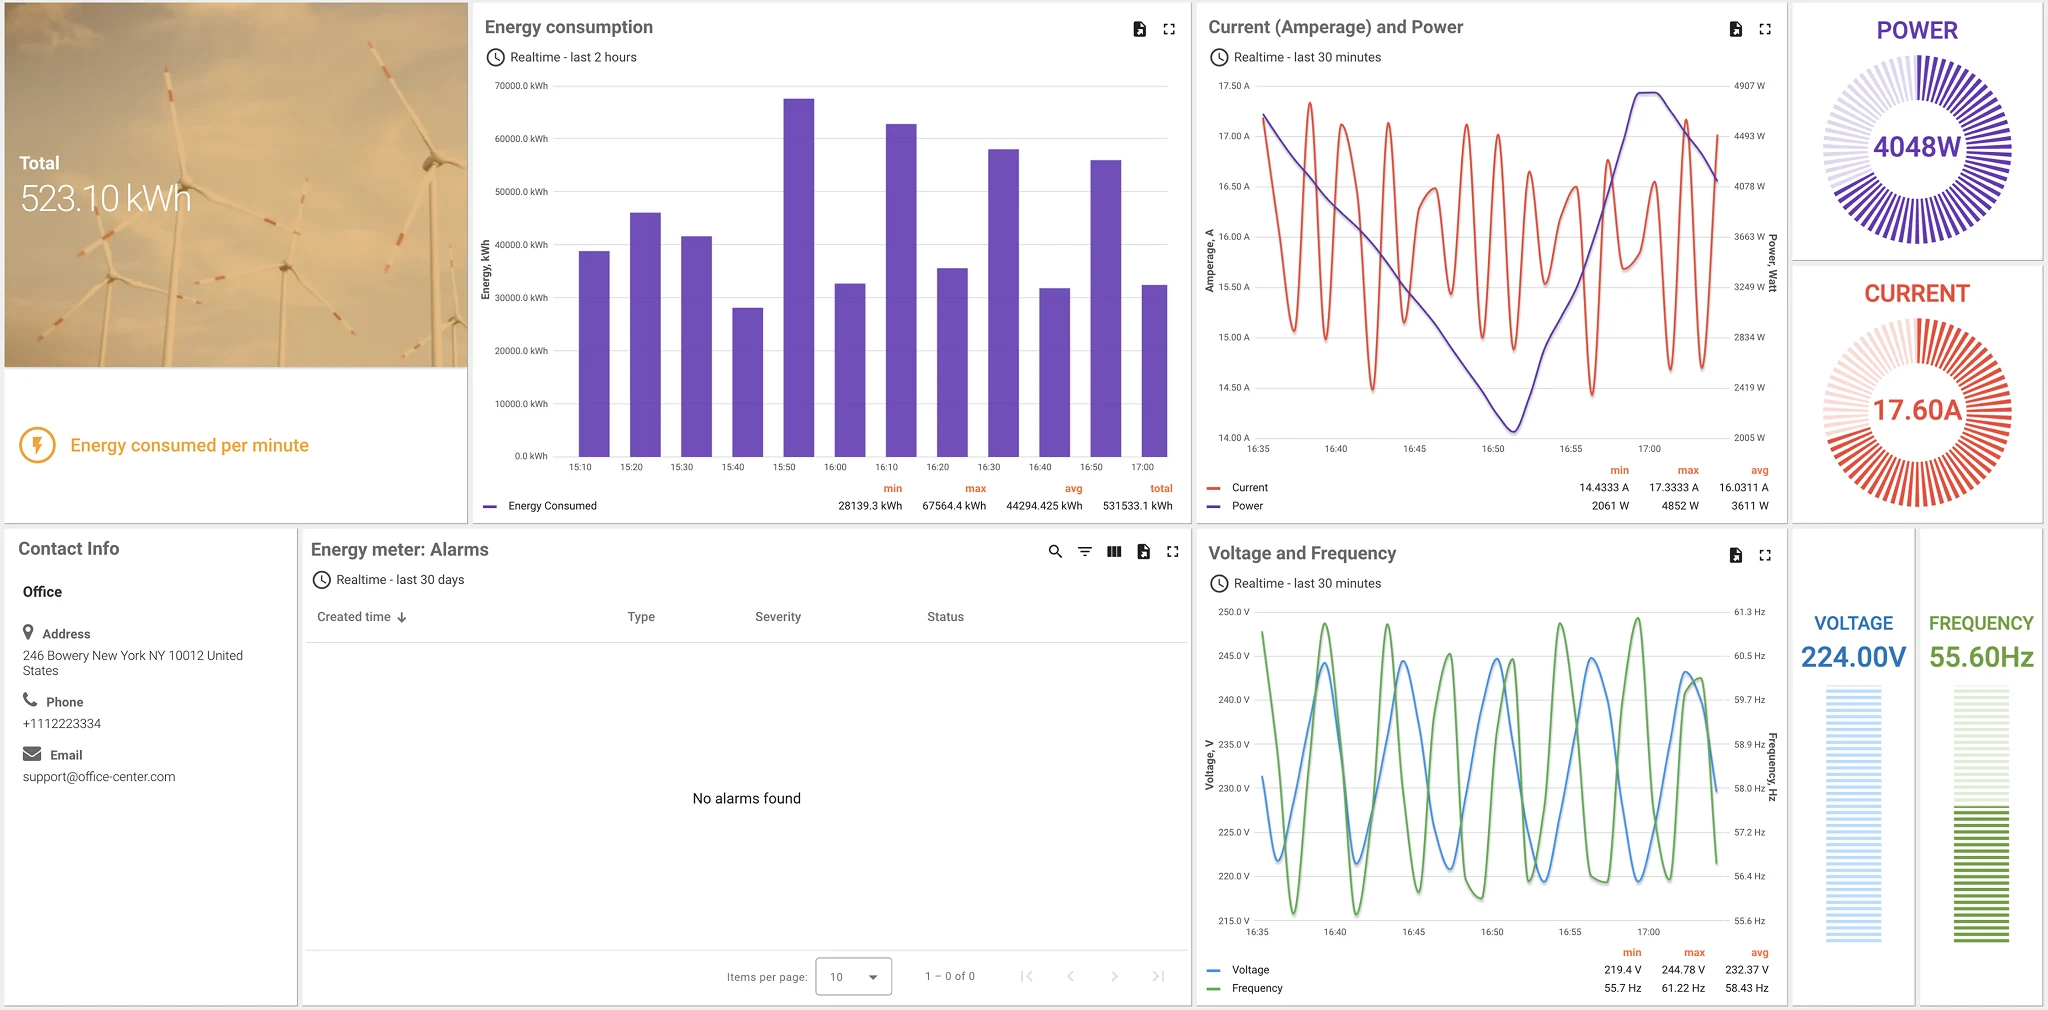 Total
523.10 kWh
Energy consumed per minute
Energy consumption
Realtime - last 2 hours
70000.0 kWh
60000.0 kWh
50000.0 kWh
40000.0 kWh
30000.0 kWh
20000.0 kWh
10000.0 kWh
0.0 kWh
Energy, kWh
15:10 15:20 15:30 15:40 15:50 16:00 16:10 16:20 16:30 16:40 16:50 17:00
min max avg total
Energy Consumed 28139.3 kWh 67564.4 kWh 44294.425 kWh 531533.1 kWh
Current (Amperage) and Power
Realtime - last 30 minutes
17.50 A 4907 W
17.00 A 4493 W
16.50 A 4078 W
16.00 A 3663 W
15.50 A 3249 W
15.00 A 2834 W
14.50 A 2419 W
14.00 A 2005 W
Amperage, A
Power, Watt
16:35 16:40 16:45 16:50 16:55 17:00
min max avg
Current 14.4333 A 17.3333 A 16.0311 A
Power 2061 W 4852 W 3611 W
POWER
4048W
CURRENT
17.60A
Contact Info
Office
Address
246 Bowery New York NY 10012 United
States
Phone
+1112223334
Email
support@office-center.com
Energy meter: Alarms
Realtime - last 30 days
Created time Type Severity Status
No alarms found
Items per page: 10 1 – 0 of 0
Voltage and Frequency
Realtime - last 30 minutes
250.0 V 61.3 Hz
245.0 V 60.5 Hz
240.0 V 59.7 Hz
235.0 V 58.9 Hz
230.0 V 58.0 Hz
225.0 V 57.2 Hz
220.0 V 56.4 Hz
215.0 V 55.6 Hz
Voltage, V
Frequency, Hz
16:35 16:40 16:45 16:50 16:55 17:00
min max avg
Voltage 219.4 V 244.78 V 232.37 V
Frequency 55.7 Hz 61.22 Hz 58.43 Hz
VOLTAGE
224.00V
FREQUENCY
55.60Hz